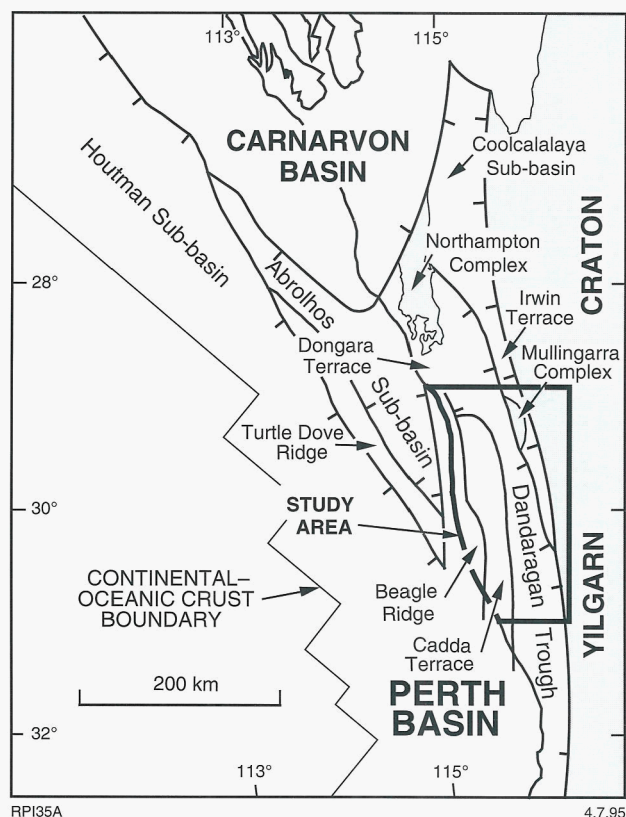 113°
115°
CARNARVON
BASIN
Coolcalalaya
Sub-basin
Houtman Sub-basin
CRATON
Northampton
Complex
28°
Abrolhos
Irwin
Terrace
Dongara
Terrace
Mullingarra
Complex
Sub-basin
Turtle Dove
Ridge
30°
STUDY
AREA
Dandaragan
YILGARN
CONTINENTAL–
OCEANIC CRUST
BOUNDARY
Beagle
Ridge
Cadda
Terrace
Trough
200 km
PERTH
BASIN
32°
113°
115°
RPI35A
4.7.95